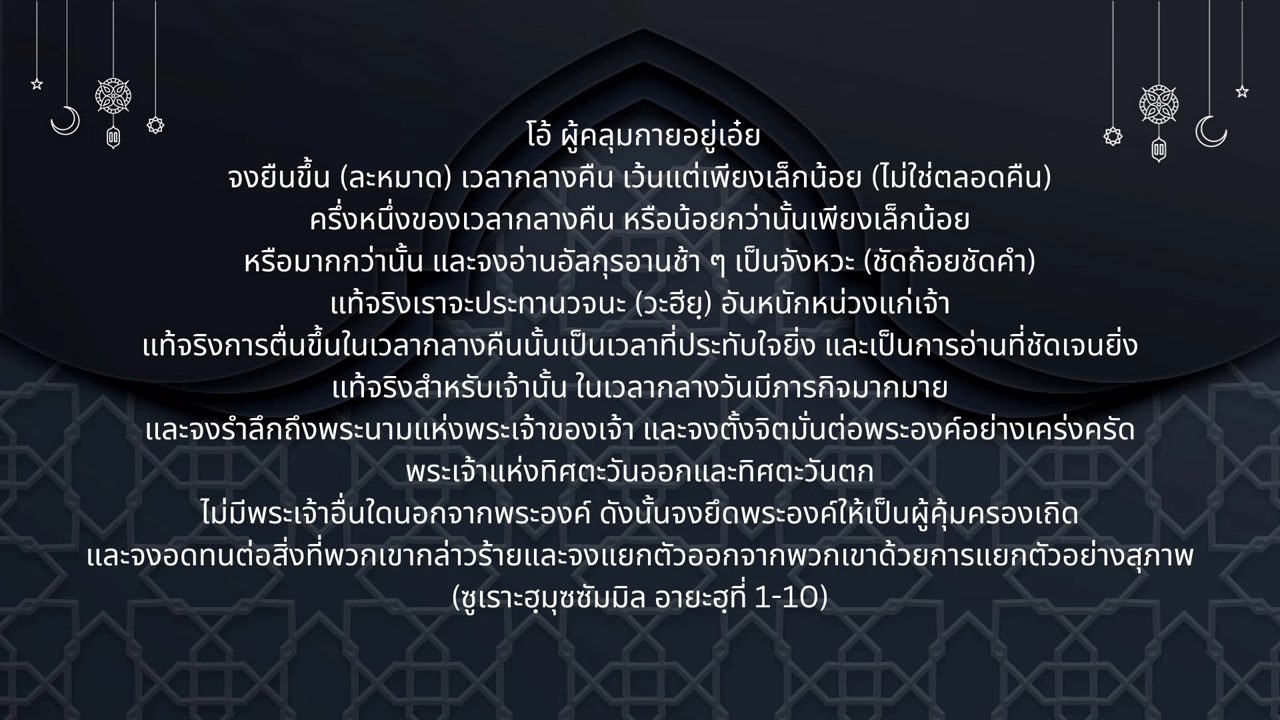 โอ้ ผู้คลุมกายอยู่เอ๋ย
จงยืนขึ้น (ละหมาด) เวลากลางคืน เว้นแต่เพียงเล็กน้อย (ไม่ใช่ตลอดคืน)
ครึ่งหนึ่งของเวลากลางคืน หรือน้อยกว่านั้นเพียงเล็กน้อย
หรือมากกว่านั้น และจงอ่านอัลกุรอานช้า ๆ เป็นจังหวะ (ชัดถ้อยชัดคำ)
แท้จริงเราจะประทานวจนะ (วะฮียฺ) อันหนักหน่วงแก่เจ้า
แท้จริงการตื่นขึ้นในเวลากลางคืนนั้นเป็นเวลาที่ประทับใจยิ่ง และเป็นการอ่านที่ชัดเจนยิ่ง
แท้จริงสำหรับเจ้านั้น ในเวลากลางวันมีภารกิจมากมาย
และจงรำลึกถึงพระนามแห่งพระเจ้าของเจ้า และจงตั้งจิตมั่นต่อพระองค์อย่างเคร่งครัด
พระเจ้าแห่งทิศตะวันออกและทิศตะวันตก
ไม่มีพระเจ้าอื่นใดนอกจากพระองค์ ดังนั้นจงยึดพระองค์ให้เป็นผู้คุ้มครองเถิด
และจงอดทนต่อสิ่งที่พวกเขากล่าวร้ายและจงแยกตัวออกจากพวกเขาด้วยการแยกตัวอย่างสุภาพ
(ซูเราะฮฺมุซซัมมิล อายะฮฺที่ 1-10)